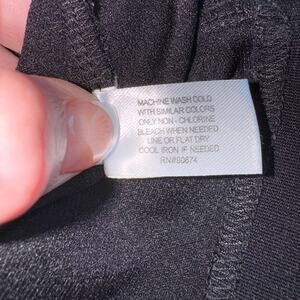 MACHINE WASH COLD
WITH SIMILAR COLORS
ONLY NON - CHLORINE
BLEACH WHEN NEEDED
LINE OR FLAT DRY
COOL IRON IF NEEDED
RN#90674